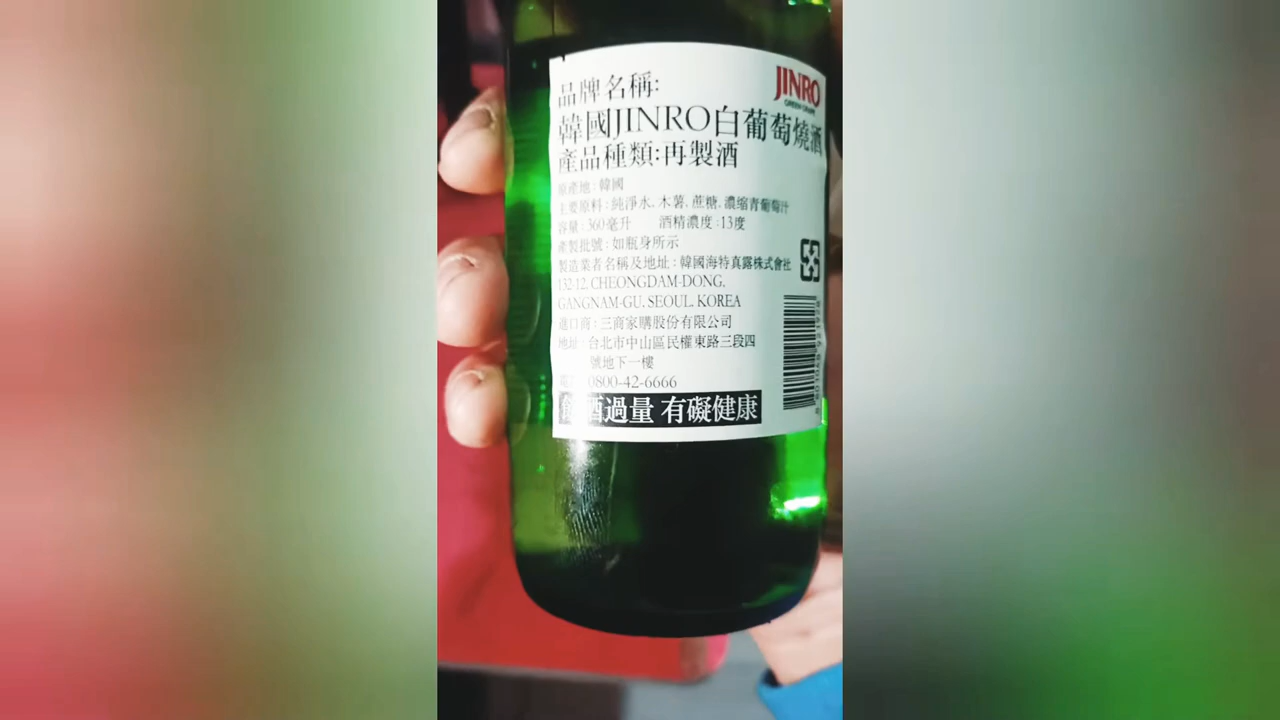 JINRO
GREEN GRAPE
品牌名稱:
韓國JINRO白葡萄燒酒
產品種類:再製酒
原產地:韓國
主要原料:純淨水, 木薯, 蔗糖, 濃縮青葡萄汁
容量:360毫升 酒精濃度:13度
產製批號:如瓶身所示
製造業者名稱及地址:韓國海特真露株式會社
132-12, CHEONGDAM-DONG,
GANGNAM-GU, SEOUL, KOREA
進口商:三商家購股份有限公司
地址:台北市中山區民權東路三段四
號地下一樓
0800-42-6666
飲酒過量 有礙健康